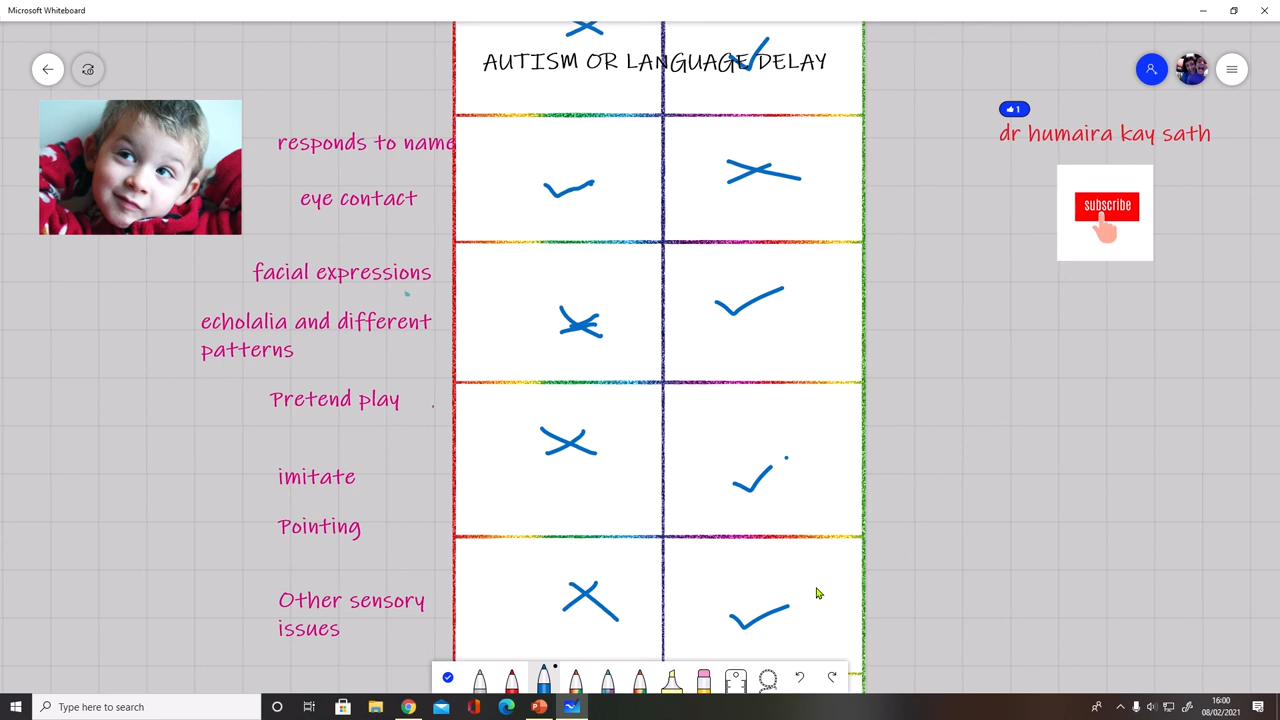 Microsoft Whiteboard
AUTISM OR LANGUAGE DELAY
1
dr humaira kay sath
responds to name
eye contact
subscribe
facial expressions
echolalia and different
patterns
Pretend play
imitate
Pointing
Other sensory
issues
Type here to search
16:00
08/02/2021